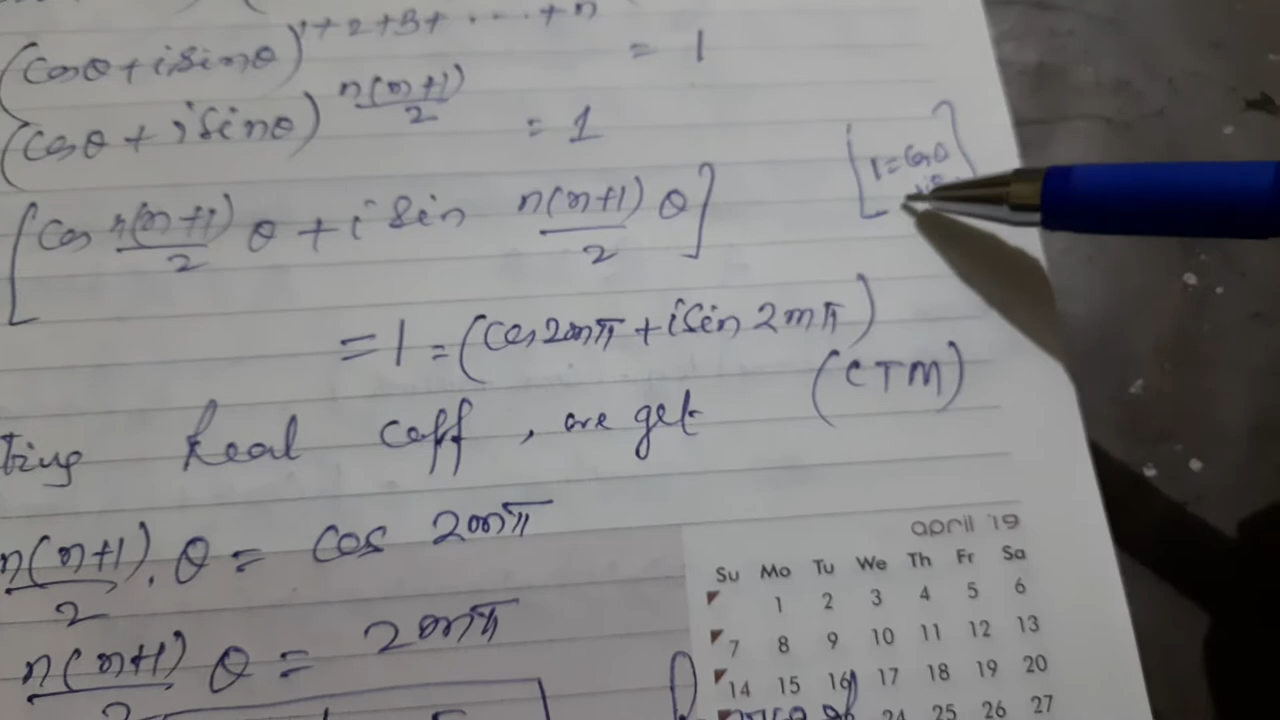 (cosθ + i sinθ)^1+2+3+ ..... +n = 1
(cosθ + i sinθ)^n(n+1)/2 = 1
[1 = cos0
[cos n(n+1)/2 θ + i sin n(n+1)/2 θ]
= 1 = (cos 2mπ + i sin 2mπ)
(CTM)
ting Real coff, we get
n(n+1)/2 . θ = cos 2mπ
n(n+1)/2 θ = 2mπ
april '19
Su Mo Tu We Th Fr Sa
1 2 3 4 5 6
7 8 9 10 11 12 13
14 15 16 17 18 19 20
24 25 26 27